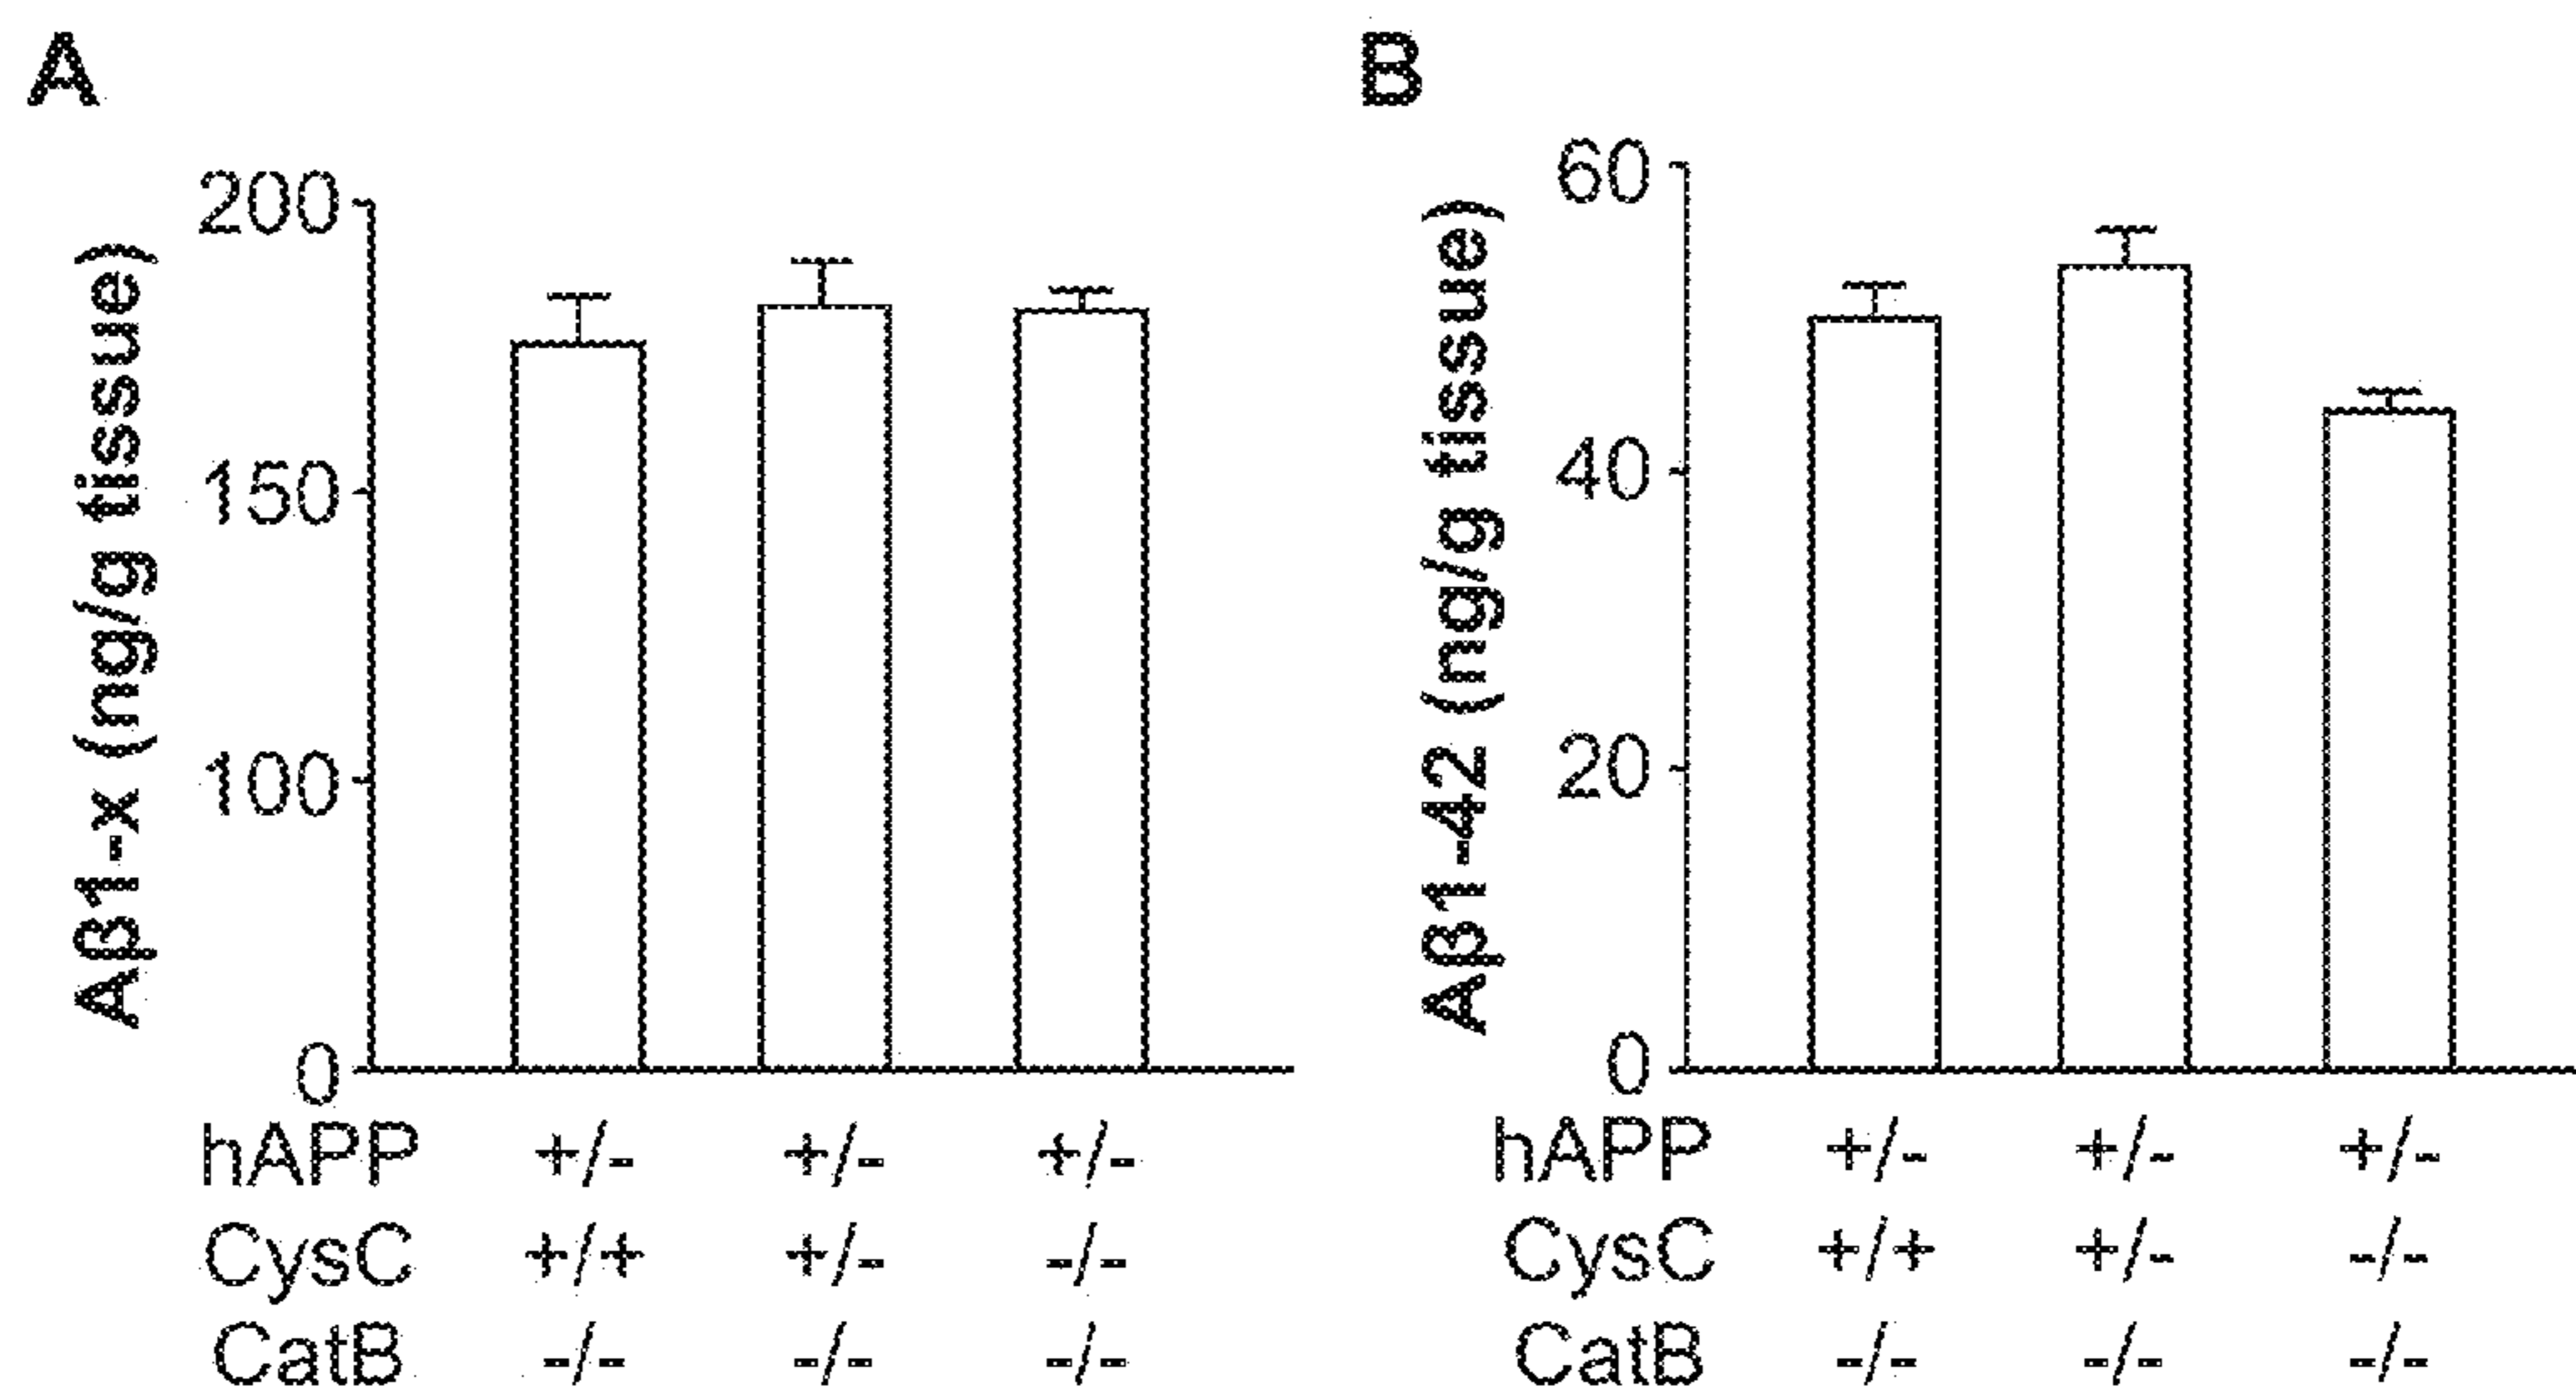 A
Aβ1-x (ng/g tissue)
200
150
100
0
hAPP +/- +/- +/-
CysC +/+ +/- -/-
CatB -/- -/- -/-
B
Aβ1-42 (ng/g tissue)
60
40
20
0
hAPP +/- +/- +/-
CysC +/+ +/- -/-
CatB -/- -/- -/-